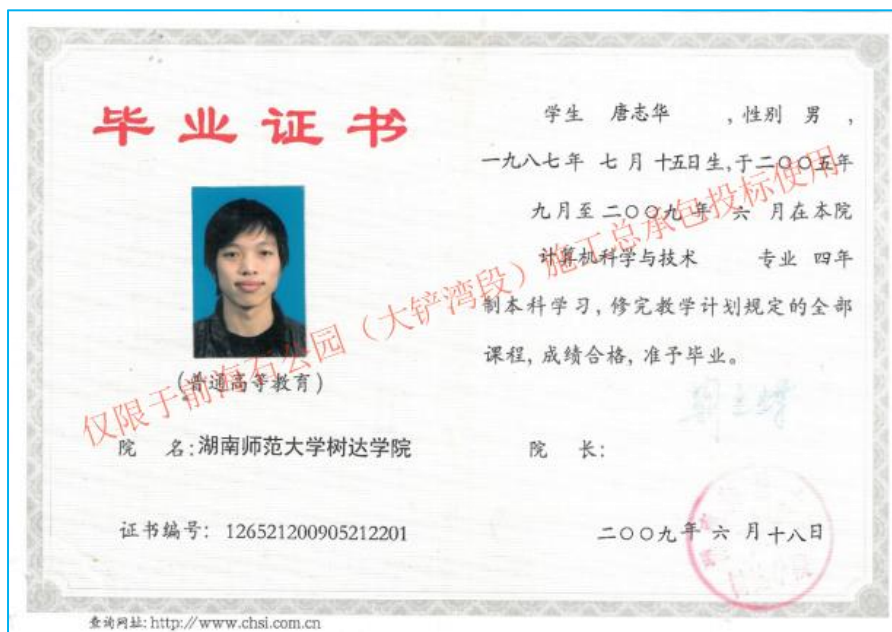 毕业证书
(普通高等教育)
院 名:湖南师范大学树达学院
证书编号: 126521200905212201
学生 唐志华 , 性别 男 ,
一九八七年 七 月 十五日生,于二〇〇五年
九月至二〇〇九 年 六 月在本院
计算机科学与技术 专业 四年
制本科学习, 修完教学计划规定的全部
课程, 成绩合格, 准予毕业。
院 长:
二〇〇九年 六 月 十八日
仅限于前海石公园(大铲湾段)施工总承包投标使用
查询网址: http://www.chsi.com.cn